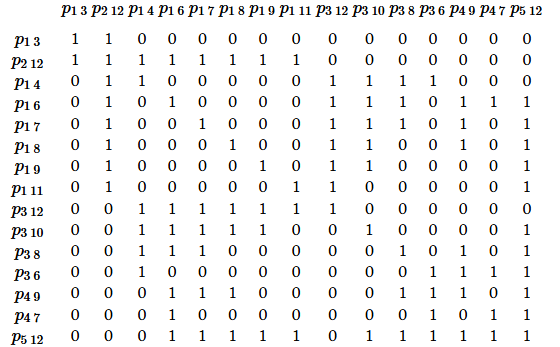 p1 3 p2 12 p1 4 p1 6 p1 7 p1 8 p1 9 p1 11 p3 12 p3 10 p3 8 p3 6 p4 9 p4 7 p5 12
p1 3 1 1 0 0 0 0 0 0 0 0 0 0 0 0 0
p2 12 1 1 1 1 1 1 1 1 0 0 0 0 0 0 0
p1 4 0 1 1 0 0 0 0 0 1 1 1 1 0 0 0
p1 6 0 1 0 1 0 0 0 0 1 1 1 0 1 1 1
p1 7 0 1 0 0 1 0 0 0 1 1 1 0 1 0 1
p1 8 0 1 0 0 0 1 0 0 1 1 0 0 1 0 1
p1 9 0 1 0 0 0 0 1 0 1 1 0 0 0 0 1
p1 11 0 1 0 0 0 0 0 1 1 0 0 0 0 0 1
p3 12 0 0 1 1 1 1 1 1 1 0 0 0 0 0 0
p3 10 0 0 1 1 1 1 1 0 0 1 0 0 0 0 1
p3 8 0 0 1 1 1 0 0 0 0 0 1 0 1 0 1
p3 6 0 0 1 0 0 0 0 0 0 0 0 1 1 1 1
p4 9 0 0 0 1 1 1 0 0 0 0 1 1 1 0 1
p4 7 0 0 0 1 0 0 0 0 0 0 0 1 0 1 1
p5 12 0 0 0 1 1 1 1 1 0 1 1 1 1 1 1